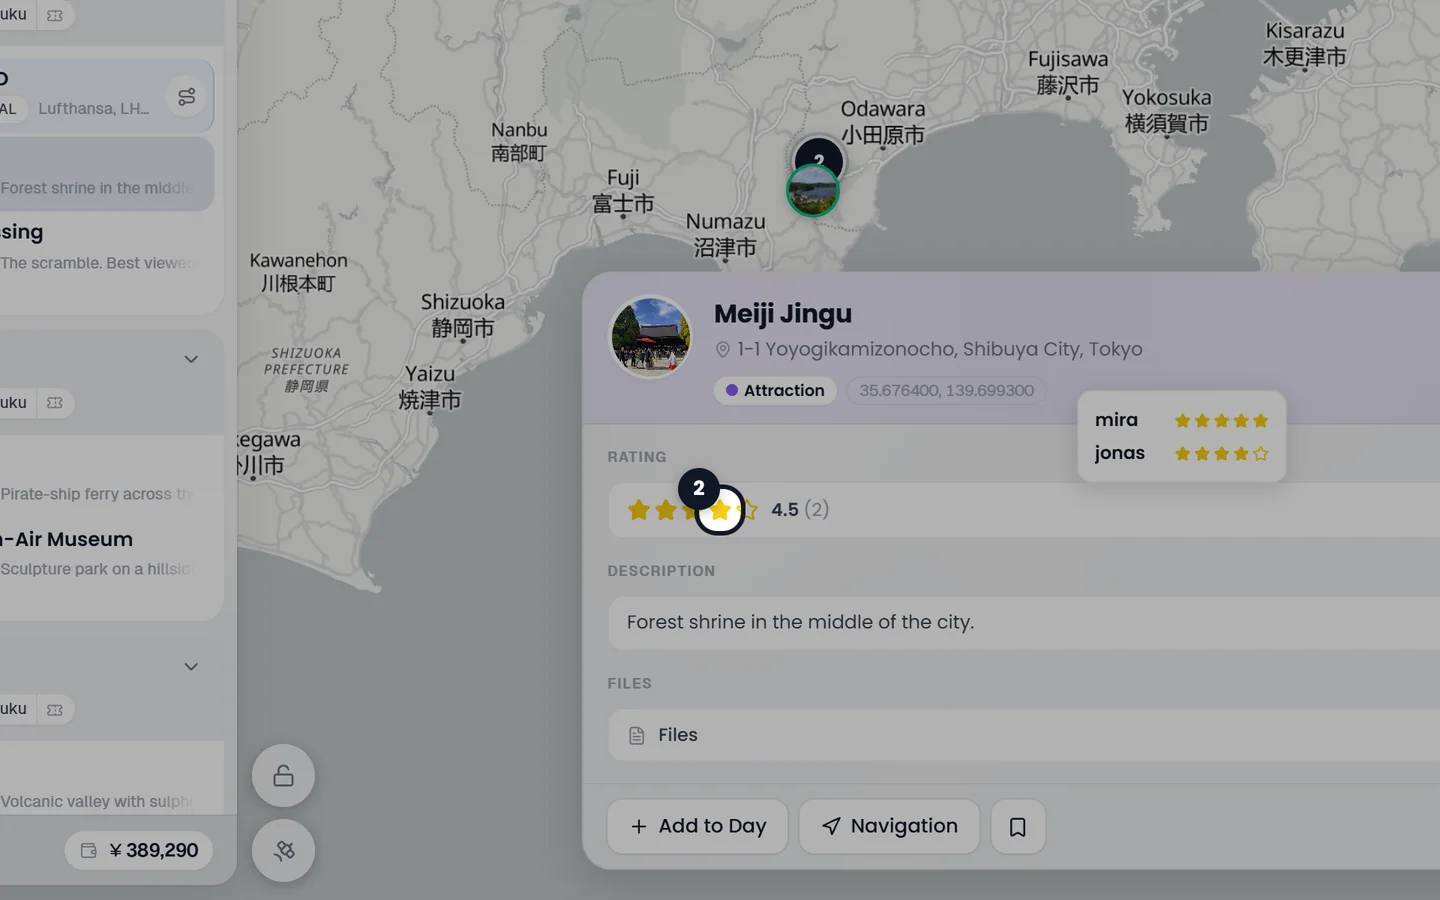 uku
AL
Lufthansa, LH...
Forest shrine in the middle
ssing
The scramble. Best viewed
uku
Pirate-ship ferry across th
n-Air Museum
Sculpture park on a hillsid
uku
Volcanic valley with sulph
¥ 389,290
Kisarazu
木更津市
Fujisawa
藤沢市
Yokosuka
横須賀市
Odawara
小田原市
Nanbu
南部町
2
Fuji
富士市
Numazu
沼津市
Kawanehon
川根本町
Shizuoka
静岡市
SHIZUOKA
PREFECTURE
静岡県
Yaizu
焼津市
kegawa
川市
Meiji Jingu
1-1 Yoyogikamizonocho, Shibuya City, Tokyo
Attraction
35.676400, 139.699300
mira
jonas
RATING
2
4.5 (2)
DESCRIPTION
Forest shrine in the middle of the city.
FILES
Files
Add to Day
Navigation